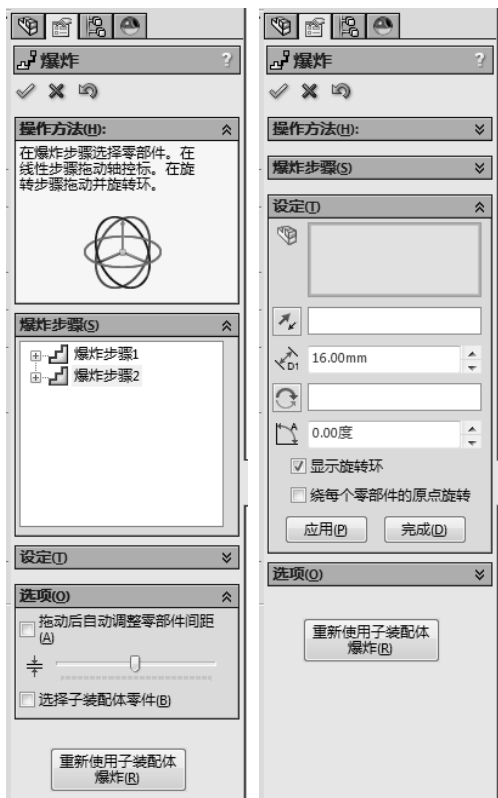 爆炸
?
操作方法(H):
在爆炸步骤选择零部件。在
线性步骤拖动轴控标。在旋
转步骤拖动并旋转环。
爆炸步骤(S)
爆炸步骤1
爆炸步骤2
设定(T)
选项(O)
拖动后自动调整零部件间距
(A)
选择子装配体零件(B)
重新使用子装配体
爆炸(R)
爆炸
?
操作方法(H):
爆炸步骤(S)
设定(T)
D1
16.00mm
A
0.00度
显示旋转环
绕每个零部件的原点旋转
应用(P)
完成(D)
选项(O)
重新使用子装配体
爆炸(R)